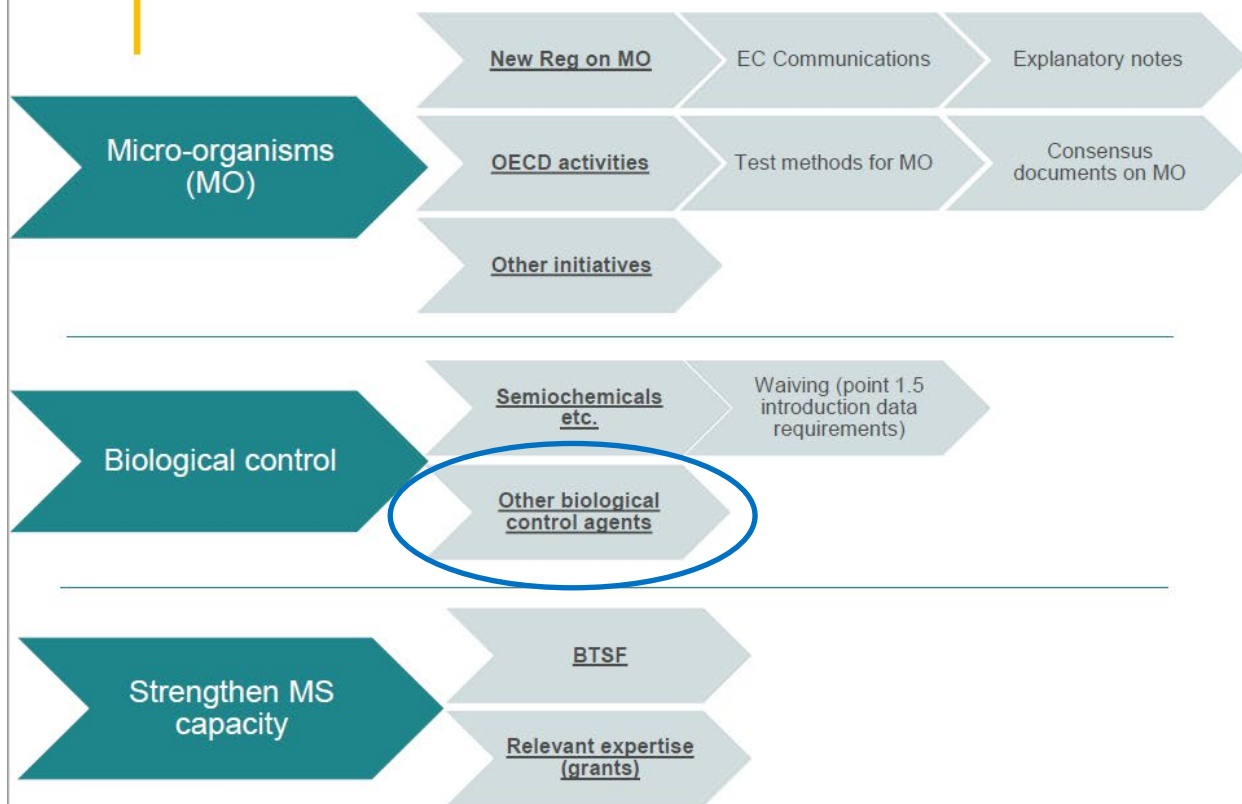 New Reg on MO
EC Communications
Explanatory notes
Micro-organisms
(MO)
OECD activities
Test methods for MO
Consensus
documents on MO
Other initiatives
Biological control
Semiochemicals
etc.
Waiving (point 1.5
introduction data
requirements)
Other biological
control agents
Strengthen MS
capacity
BTSF
Relevant expertise
(grants)